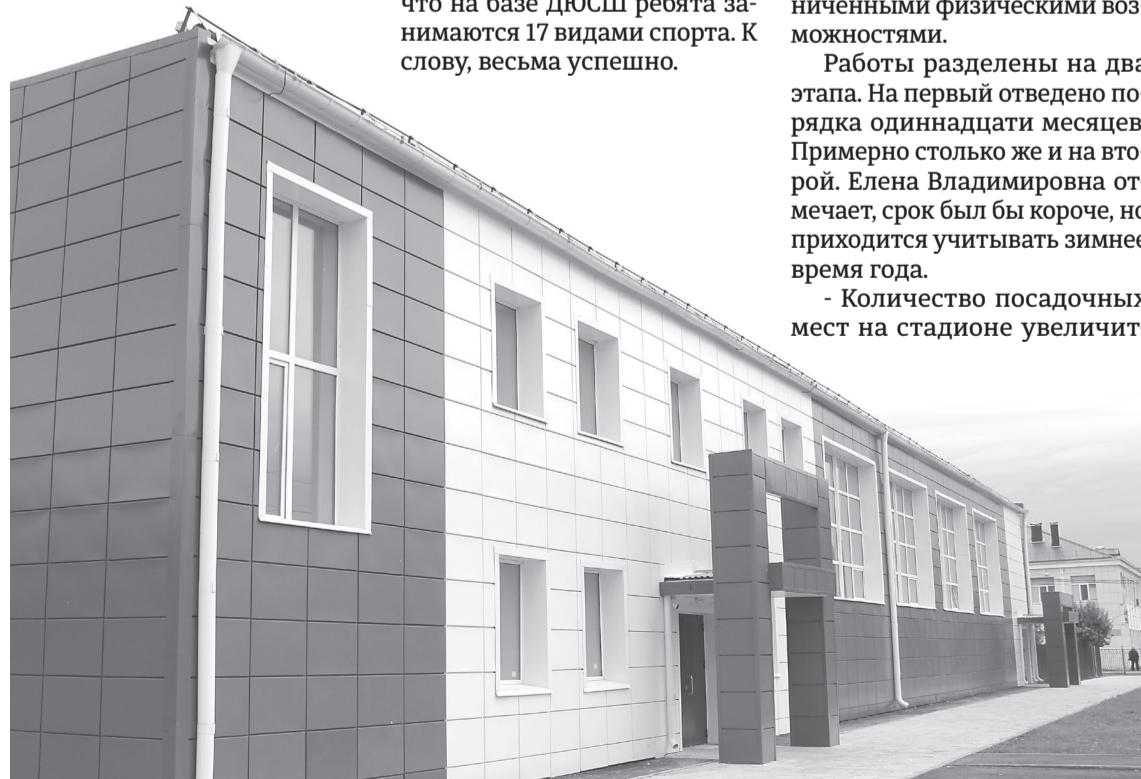 что на базе ДЮСШ ребята за-
нимаются 17 видами спорта. К
слову, весьма успешно.
ниченными физическими воз-
можностями.
Работы разделены на два
этапа. На первый отведено по-
рядка одиннадцати месяцев.
Примерно столько же и на вто-
рой. Елена Владимировна от-
мечает, срок был бы короче, но
приходится учитывать зимнее
время года.
- Количество посадочных
мест на стадионе увеличит-